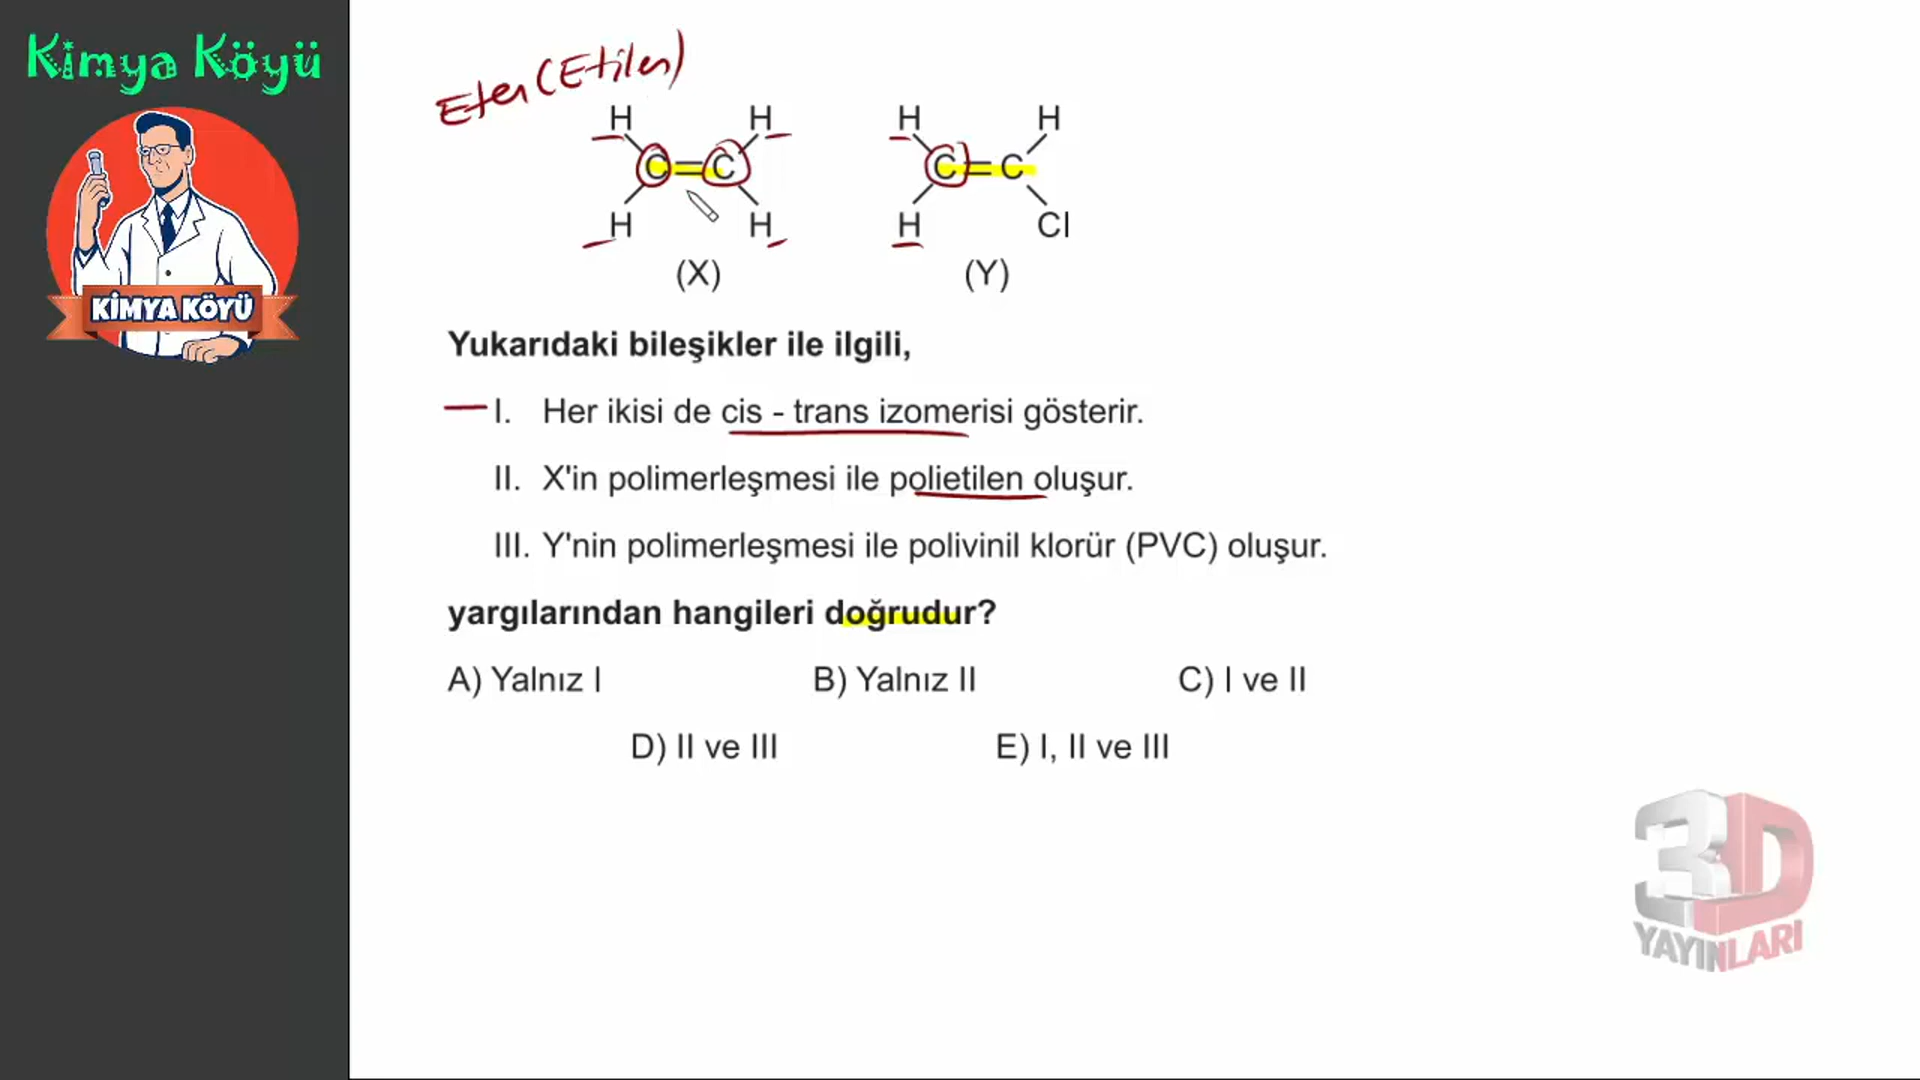 Kimya Köyü
KİMYA KÖYÜ
Eten (Etilen)
H H H H
C=C C=C
H H H Cl
(X) (Y)
Yukarıdaki bileşikler ile ilgili,
I. Her ikisi de cis - trans izomerisi gösterir.
II. X'in polimerleşmesi ile polietilen oluşur.
III. Y'nin polimerleşmesi ile polivinil klorür (PVC) oluşur.
yargılarından hangileri doğrudur?
A) Yalnız I B) Yalnız II C) I ve II
D) II ve III E) I, II ve III
3D
YAYINLARI